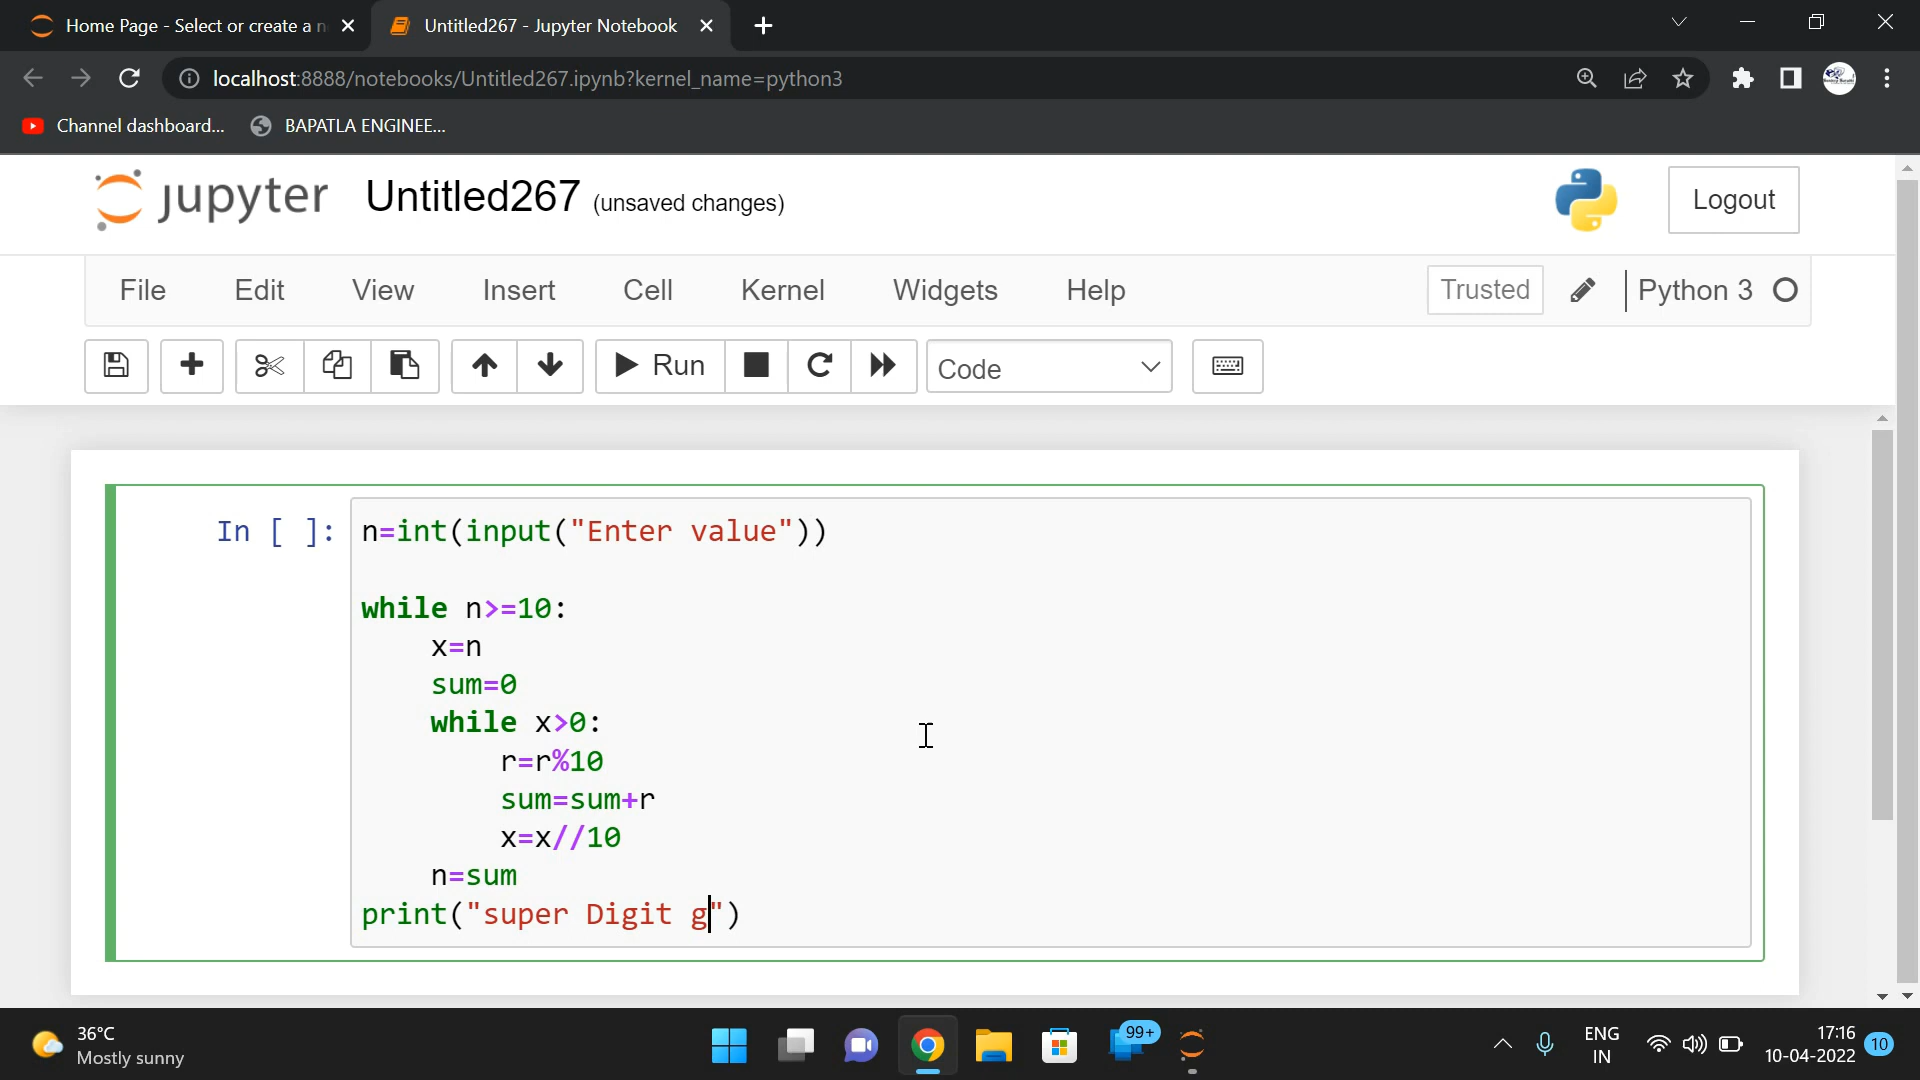 Home Page - Select or create a n
Untitled267 - Jupyter Notebook
localhost:8888/notebooks/Untitled267.ipynb?kernel_name=python3
Channel dashboard...
BAPATLA ENGINEE...
jupyter
Untitled267 (unsaved changes)
Logout
File Edit View Insert Cell Kernel Widgets Help
Trusted
Python 3
Run
Code
In [ ]:
n=int(input("Enter value"))
while n>=10:
    x=n
    sum=0
    while x>0:
        r=r%10
        sum=sum+r
        x=x//10
    n=sum
print("super Digit g")
36°C
Mostly sunny
99+
ENG
IN
17:16
10-04-2022
10